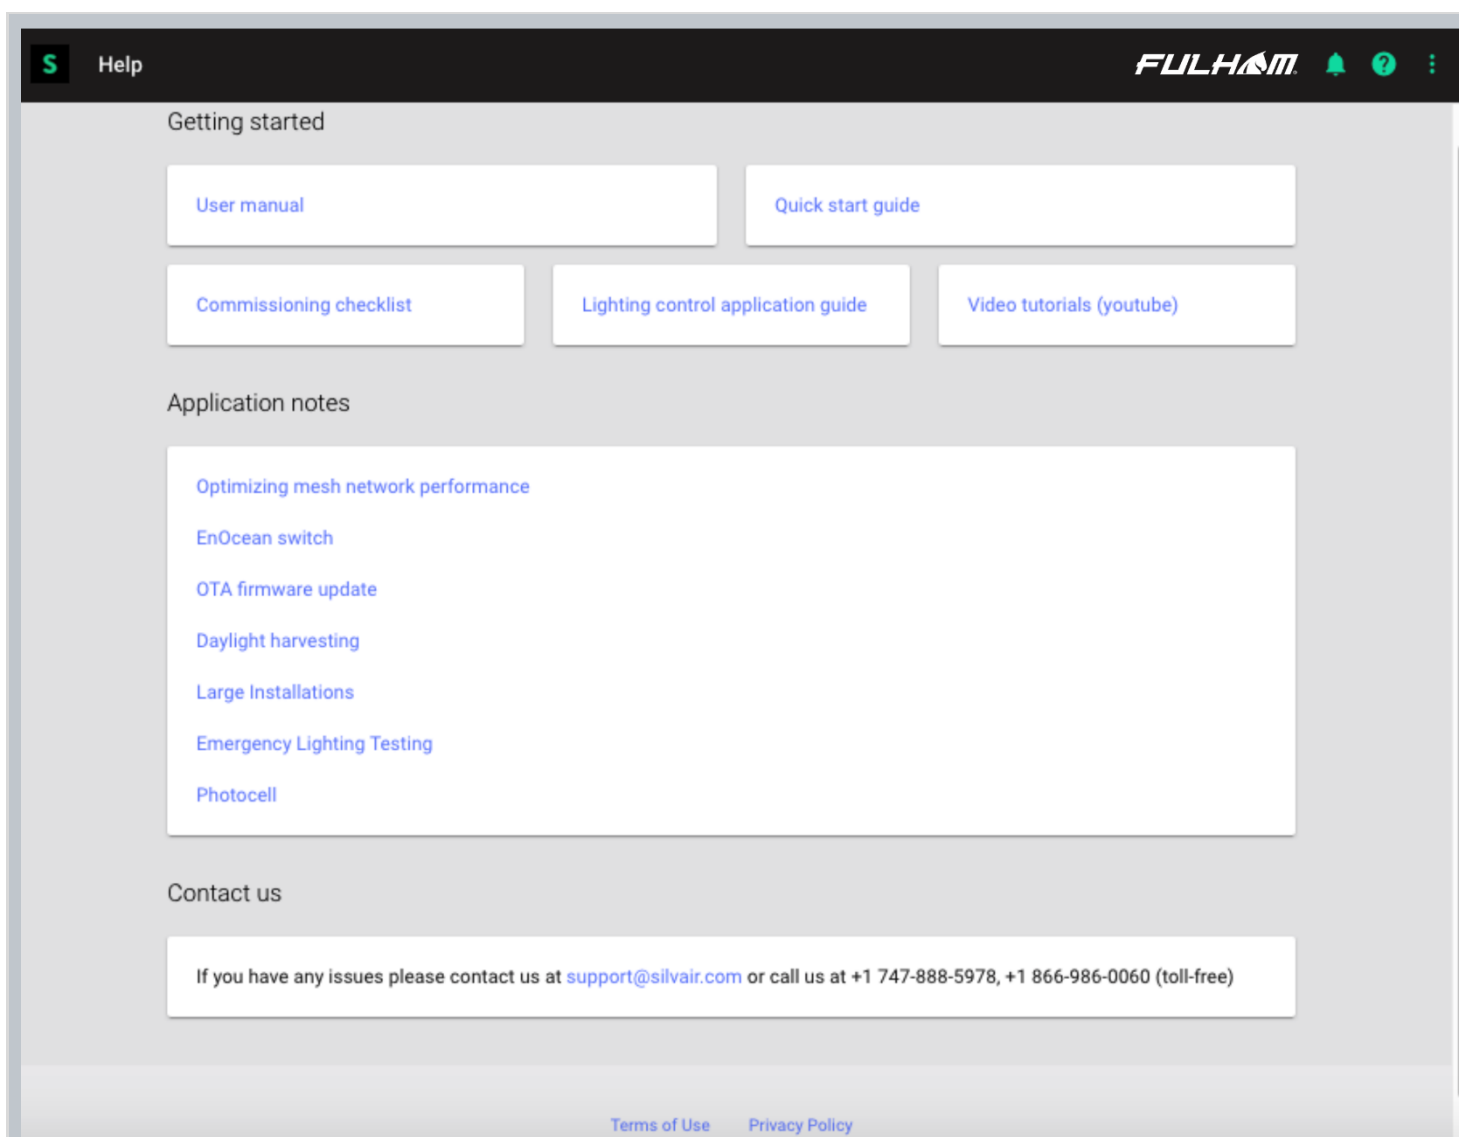 S Help FULHAM
Getting started
User manual Quick start guide
Commissioning checklist Lighting control application guide Video tutorials (youtube)
Application notes
Optimizing mesh network performance
EnOcean switch
OTA firmware update
Daylight harvesting
Large Installations
Emergency Lighting Testing
Photocell
Contact us
If you have any issues please contact us at support@silvair.com or call us at +1 747-888-5978, +1 866-986-0060 (toll-free)
Terms of Use Privacy Policy